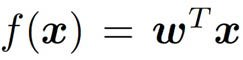 f(𝒙) = 𝒘ᵀ𝒙